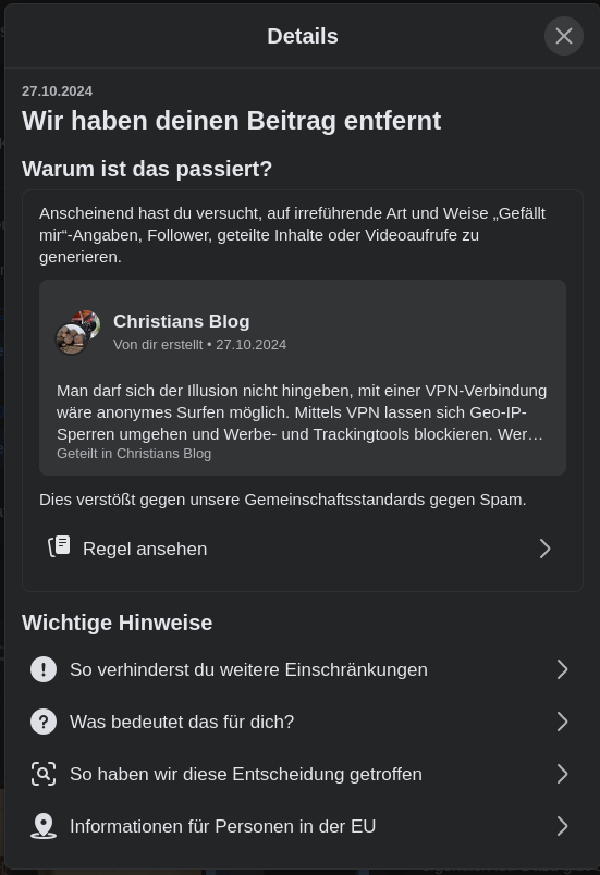 Details
27.10.2024
Wir haben deinen Beitrag entfernt
Warum ist das passiert?
Anscheinend hast du versucht, auf irreführende Art und Weise „Gefällt
mir“-Angaben, Follower, geteilte Inhalte oder Videoaufrufe zu
generieren.
Christians Blog
Von dir erstellt • 27.10.2024
Man darf sich der Illusion nicht hingeben, mit einer VPN-Verbindung
wäre anonymes Surfen möglich. Mittels VPN lassen sich Geo-IP-
Sperren umgehen und Werbe- und Trackingtools blockieren. Wer…
Geteilt in Christians Blog
Dies verstößt gegen unsere Gemeinschaftsstandards gegen Spam.
Regel ansehen
Wichtige Hinweise
So verhinderst du weitere Einschränkungen
Was bedeutet das für dich?
So haben wir diese Entscheidung getroffen
Informationen für Personen in der EU